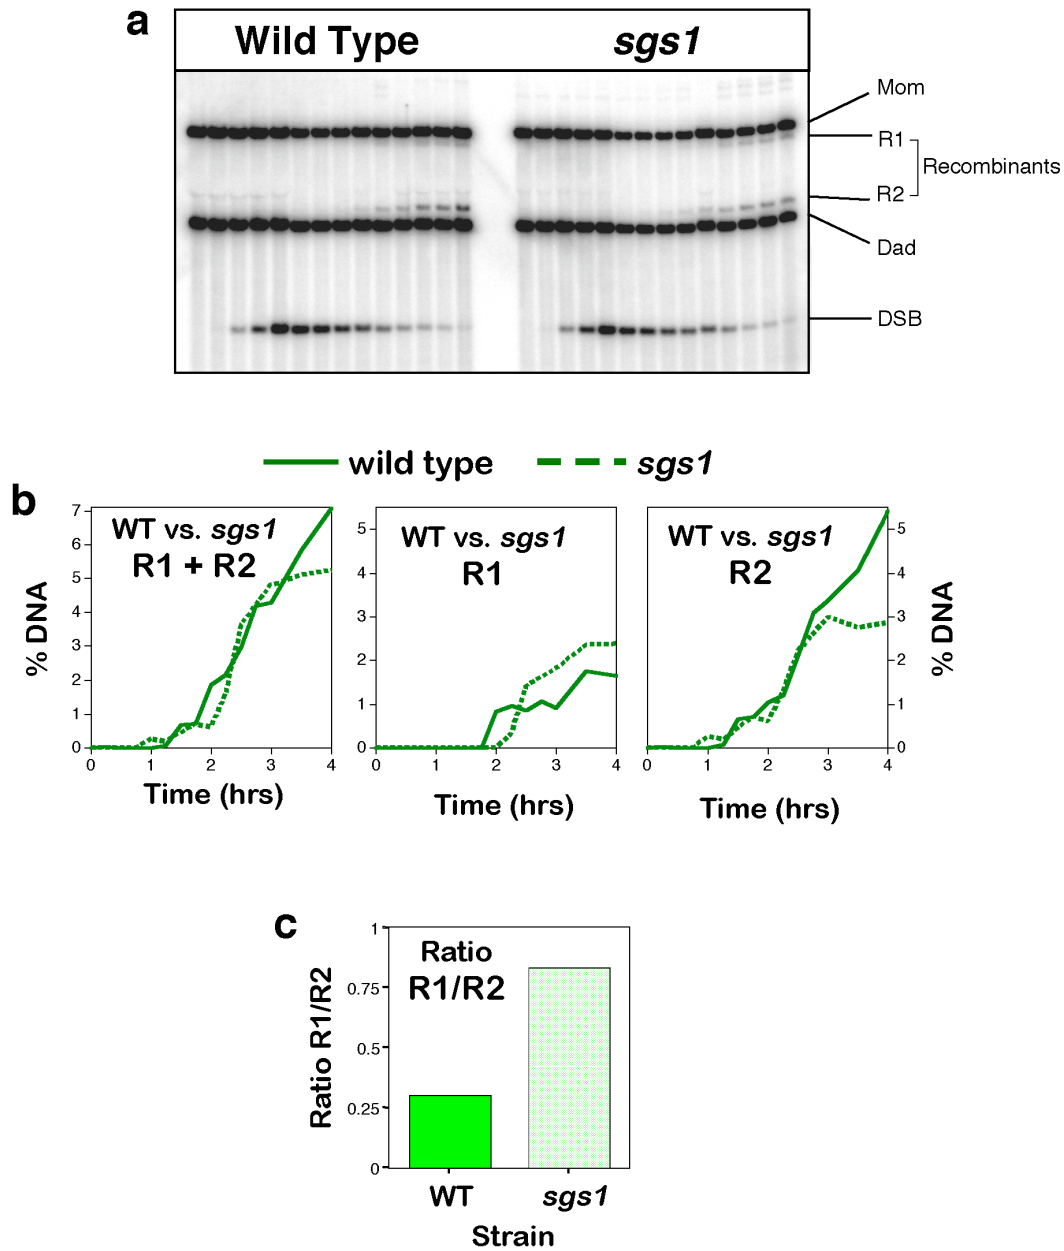 a
Wild Type
sgs1
Mom
R1
Recombinants
R2
Dad
DSB
wild type
sgs1
b
% DNA
7
6
5
4
3
2
1
0
WT vs. sgs1
R1 + R2
0
1
2
3
4
Time (hrs)
5
4
3
2
1
0
WT vs. sgs1
R1
0
1
2
3
4
Time (hrs)
WT vs. sgs1
R2
5
4
3
2
1
0
% DNA
0
1
2
3
4
Time (hrs)
c
Ratio R1/R2
1
0.75
0.5
0.25
0
Ratio
R1/R2
WT
sgs1
Strain